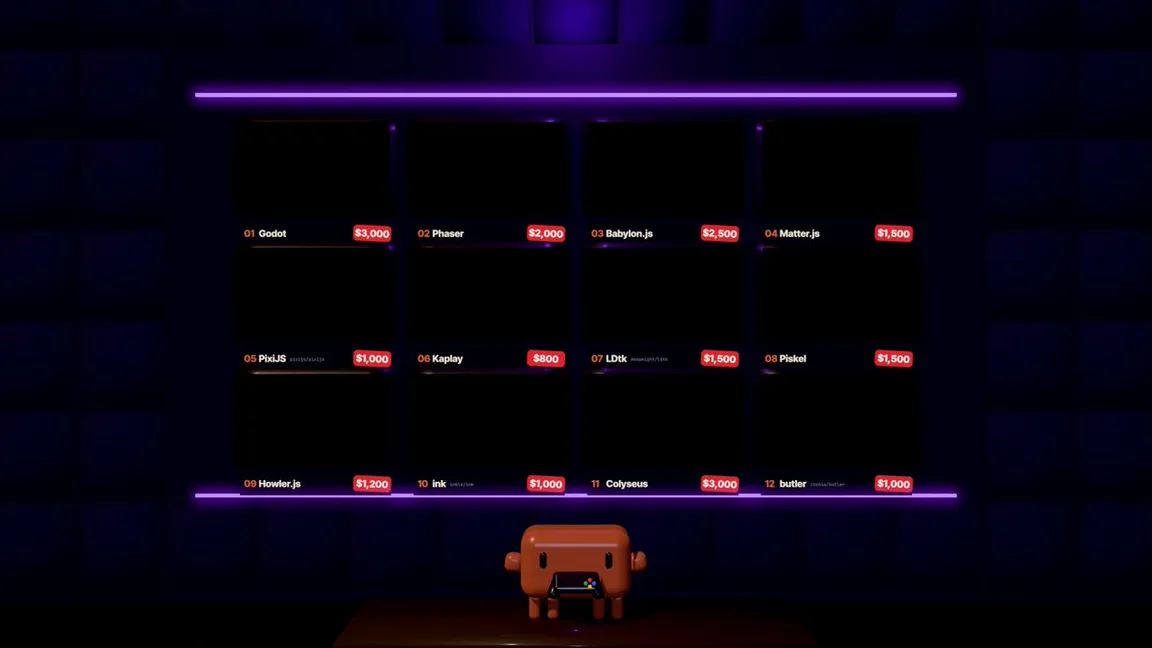 01 Godot $3,000
02 Phaser $2,000
03 Babylon.js $2,500
04 Matter.js $1,500
05 PixiJS pixijs/pixijs $1,000
06 Kaplay $800
07 LDtk $1,500
08 Piskel $1,500
09 Howler.js $1,200
10 ink $1,000
11 Colyseus $3,000
12 butler $1,000